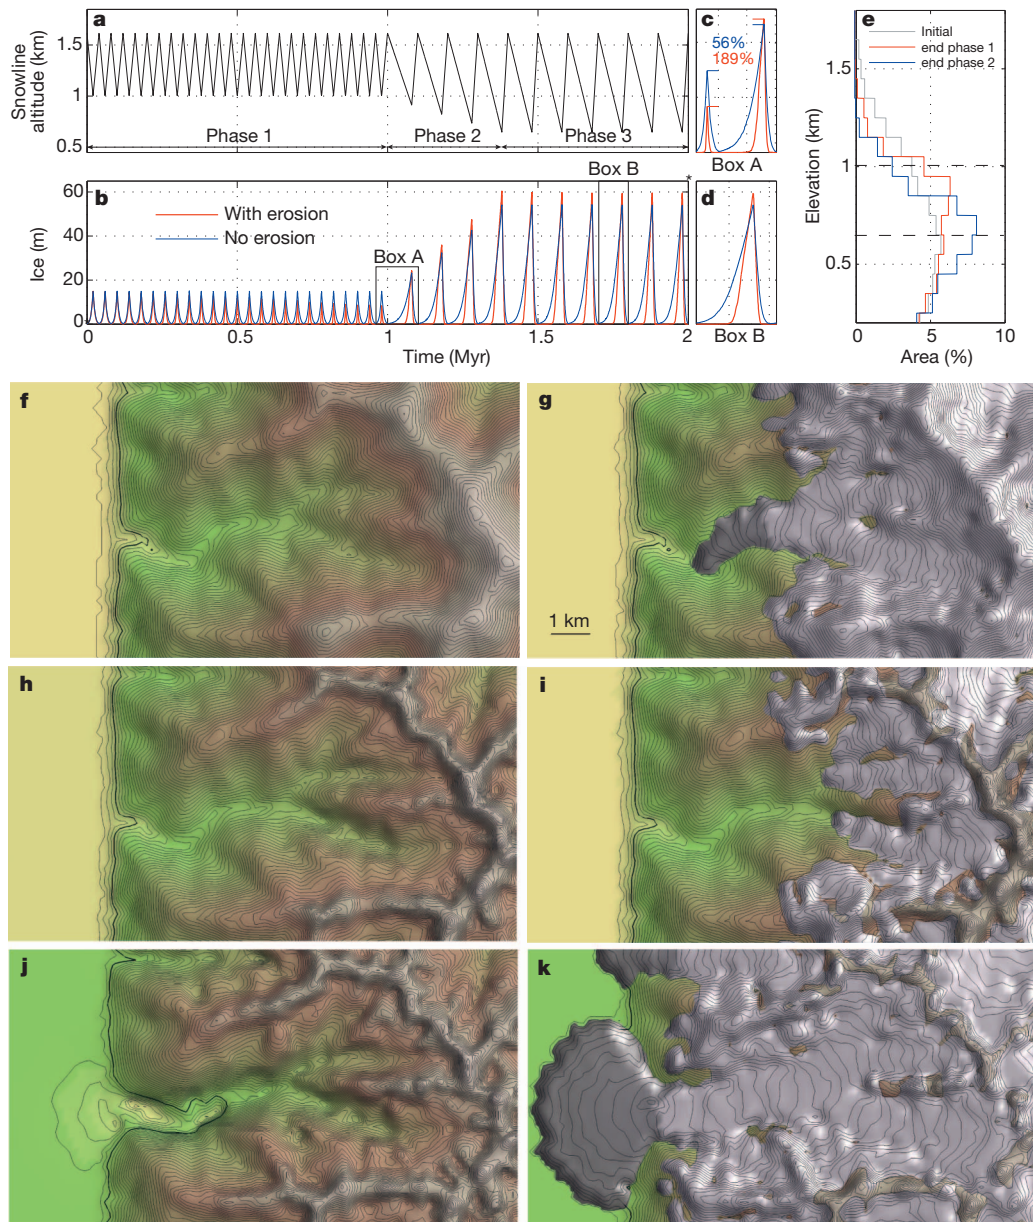 a
Snowline
altitude (km)
1.5
1
0.5
Phase 1
Phase 2
Phase 3
c
56%
189%
Box A
e
Initial
end phase 1
end phase 2
Elevation (km)
1.5
1.0
0.5
0
5
10
Area (%)
b
Ice (m)
60
40
20
0
With erosion
No erosion
Box A
Box B
*
0
0.5
1
1.5
2
Time (Myr)
d
Box B
f
g
1 km
h
i
j
k